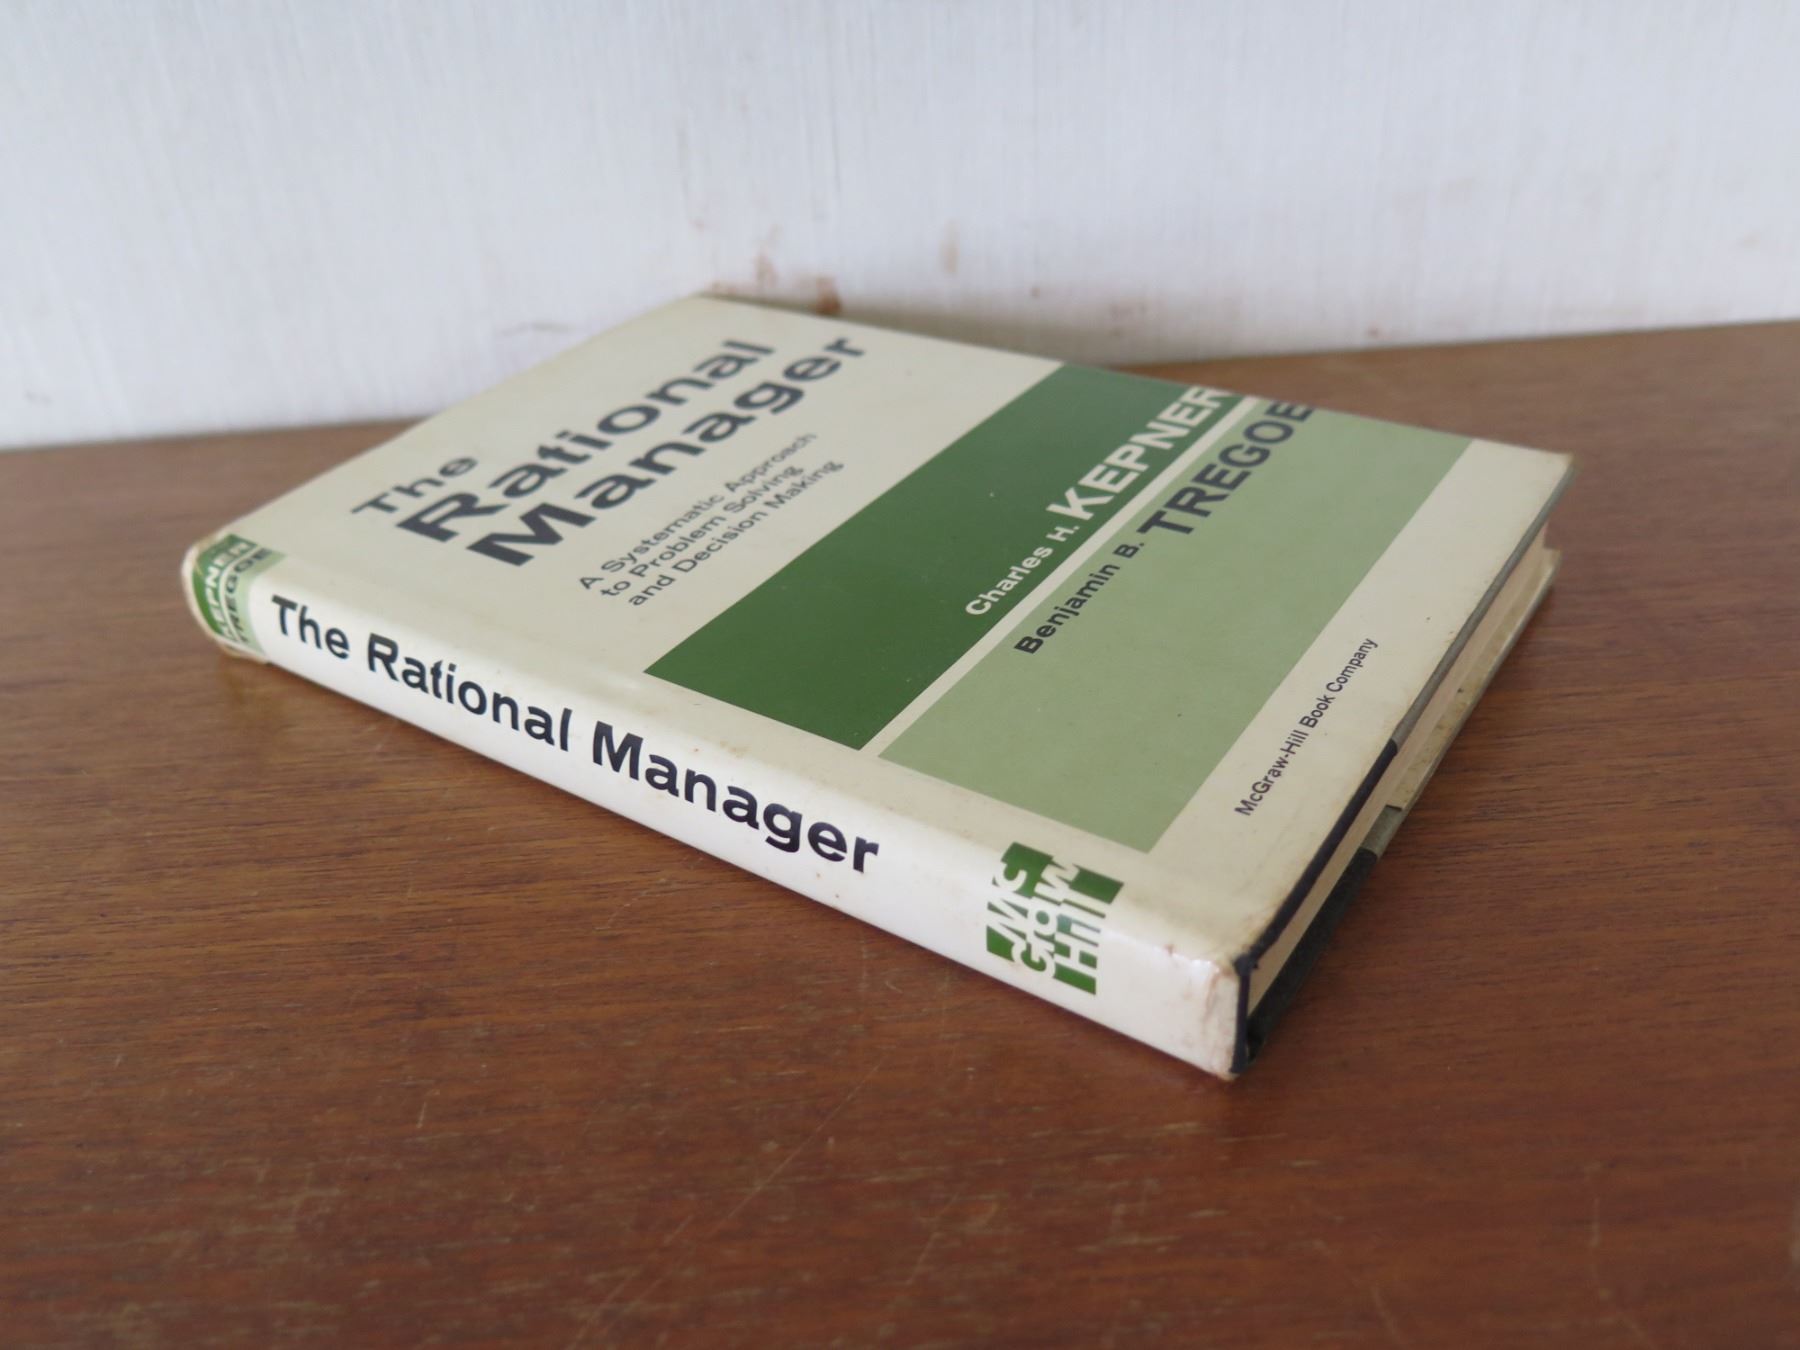 The
Rational
Manager
A Systematic Approach
to Problem Solving
and Decision Making
Charles H. KEPNER
Benjamin B. TREGOE
McGraw-Hill Book Company
KEPNER
TREGOE
The Rational Manager
Mc
Graw
Hill